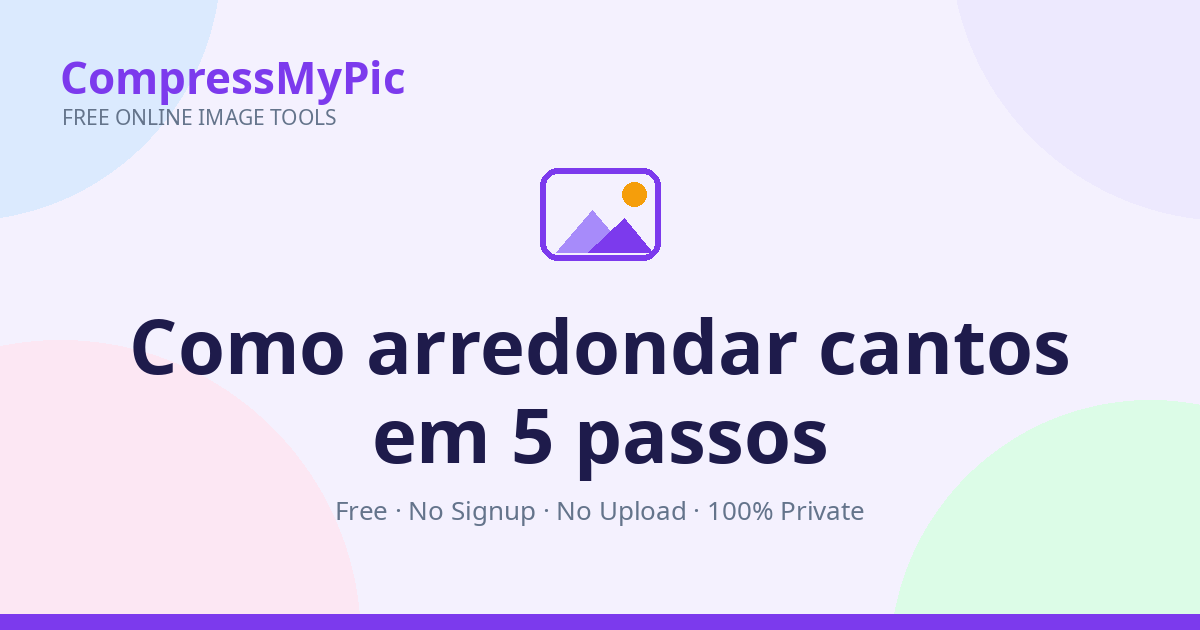 CompressMyPic
FREE ONLINE IMAGE TOOLS
Como arredondar cantos
em 5 passos
Free · No Signup · No Upload · 100% Private